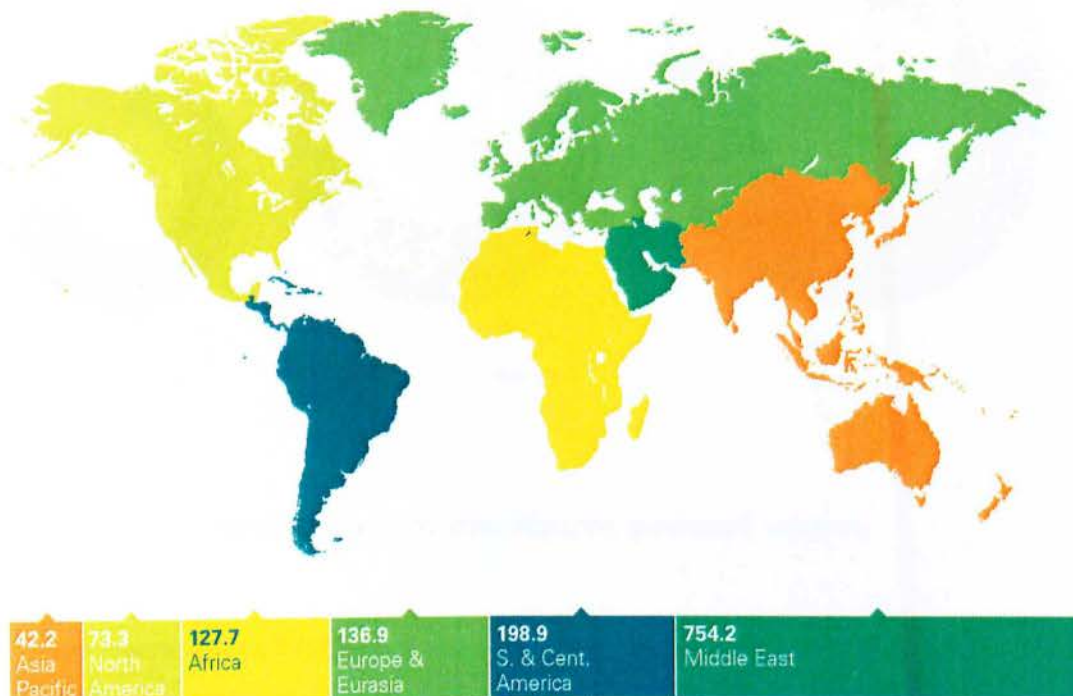 42.2
Asia
Pacific
73.3
North
America
127.7
Africa
136.9
Europe &
Eurasia
198.9
S. & Cent.
America
754.2
Middle East